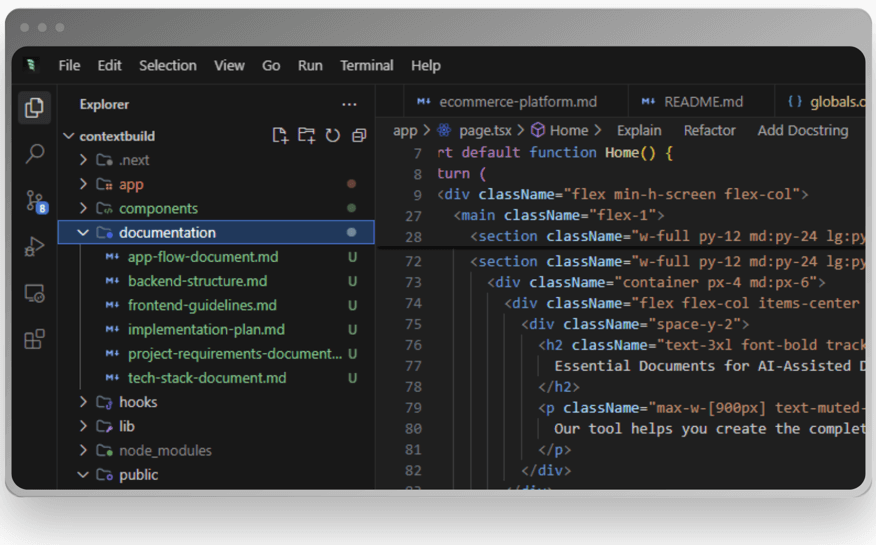 File Edit Selection View Go Run Terminal Help
Explorer ...
contextbuild
.next
app
components
documentation
app-flow-document.md U
backend-structure.md U
frontend-guidelines.md U
implementation-plan.md U
project-requirements-document... U
tech-stack-document.md U
hooks
lib
node_modules
public
8
ecommerce-platform.md README.md {} globals.c
app > page.tsx > Home > Explain Refactor Add Docstring
7 rt default function Home() {
8 turn (
9 <div className="flex min-h-screen flex-col">
27 <main className="flex-1">
28 <section className="w-full py-12 md:py-24 lg:py
72 <section className="w-full py-12 md:py-24 lg:py
73 <div className="container px-4 md:px-6">
74 <div className="flex flex-col items-center
75 <div className="space-y-2">
76 <h2 className="text-3xl font-bold track
77 Essential Documents for AI-Assisted D
78 </h2>
79 <p className="max-w-[900px] text-muted-
80 Our tool helps you create the complet
81 </p>
82 </div>